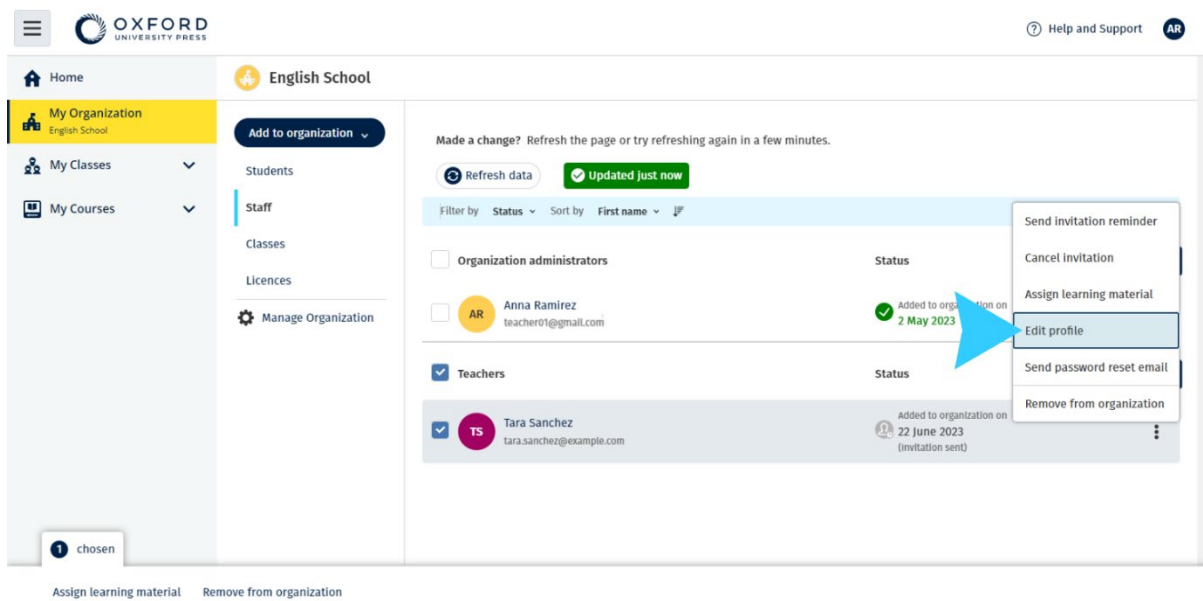 OXFORD
UNIVERSITY PRESS
Help and Support
AR
Home
My Organization
English School
My Classes
My Courses
English School
Add to organization
Students
Staff
Classes
Licences
Manage Organization
Made a change? Refresh the page or try refreshing again in a few minutes.
Refresh data
Updated just now
Filter by Status Sort by First name
Organization administrators Status
AR
Anna Ramirez
teacher01@gmail.com
Added to on
2 May 2023
Teachers Status
TS
Tara Sanchez
tara.sanchez@example.com
Added to organization on
22 June 2023
(invitation sent)
Send invitation reminder
Cancel invitation
Assign learning material
Edit profile
Send password reset email
Remove from organization
1 chosen
Assign learning material Remove from organization